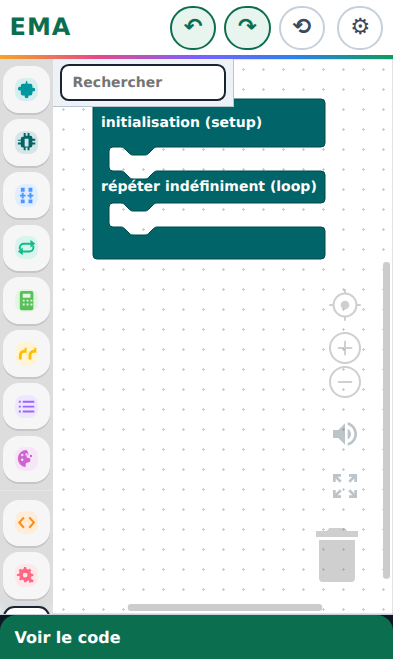 EMA
Rechercher
initialisation (setup)
répéter indéfiniment (loop)
Voir le code